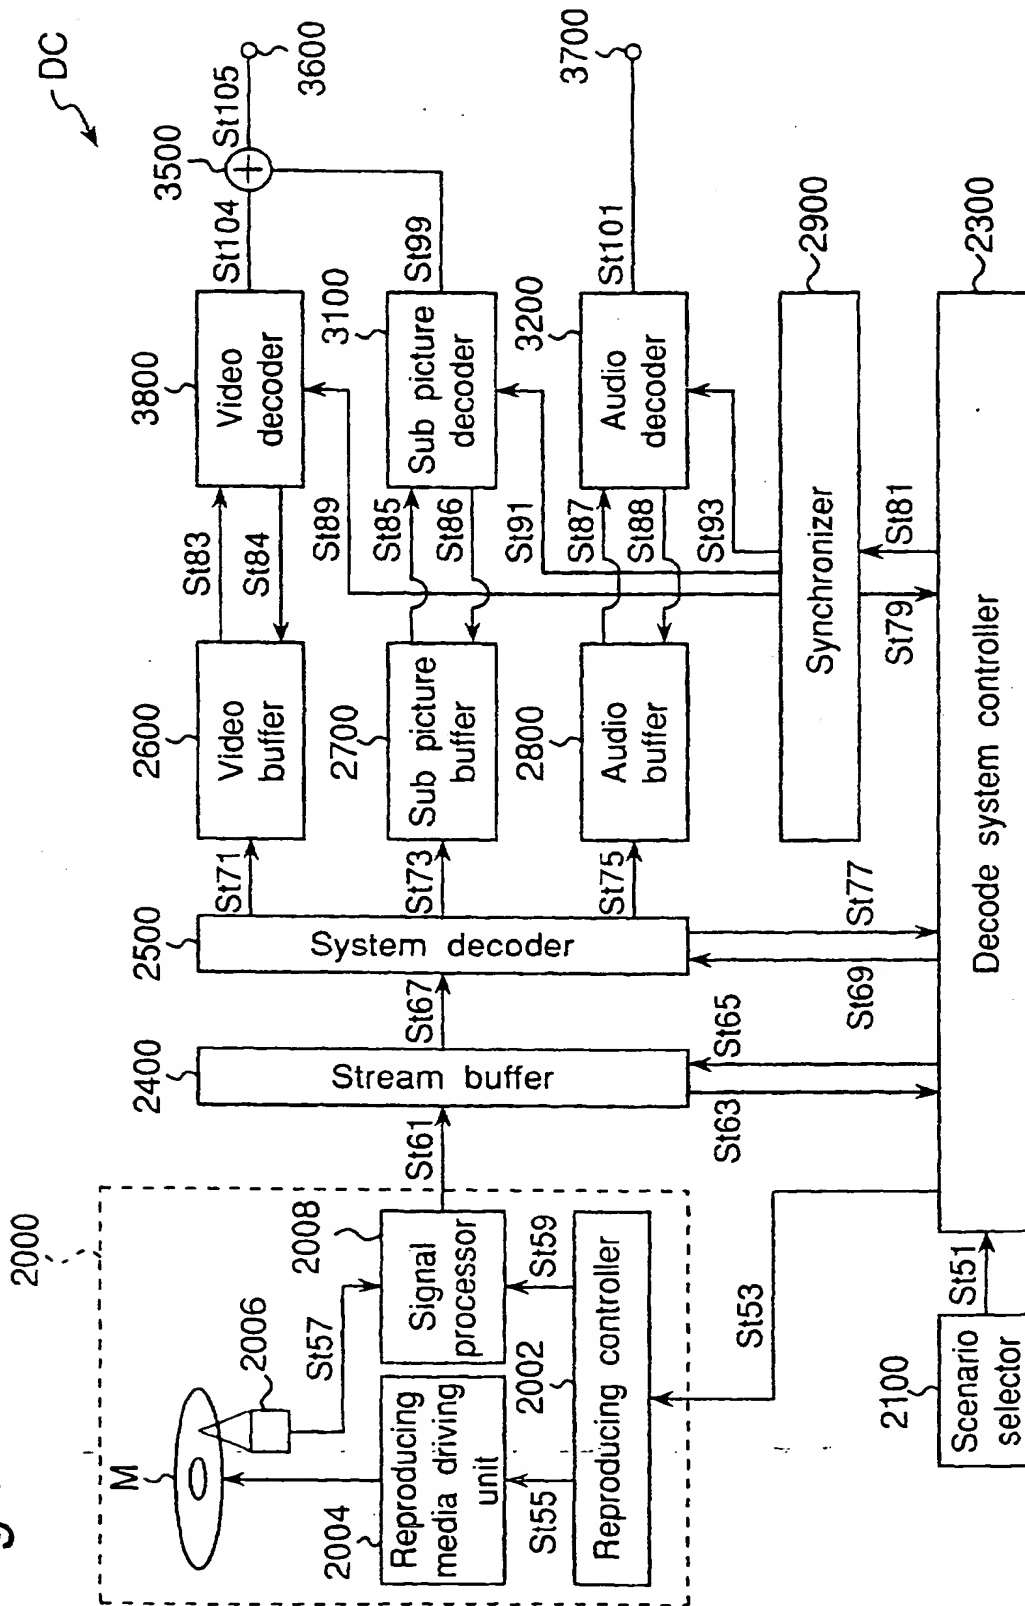 g
DC
2000
M
2006
St57
2004
Reproducing
media driving
unit
2008
Signal
processor
St55
St59
2002
Reproducing controller
St53
2100
Scenario
selector
St51
St61
2400
Stream buffer
St63
St65
St67
2500
System decoder
St69
St77
St71
St73
St75
2600
Video
buffer
2700
Sub picture
buffer
2800
Audio
buffer
St83
St84
St89
St85
St86
St91
St87
St88
St93
3800
Video
decoder
3100
Sub picture
decoder
3200
Audio
decoder
St104
St99
St101
3500
+
St105
3600
3700
2900
Synchronizer
St79
St81
2300
Decode system controller